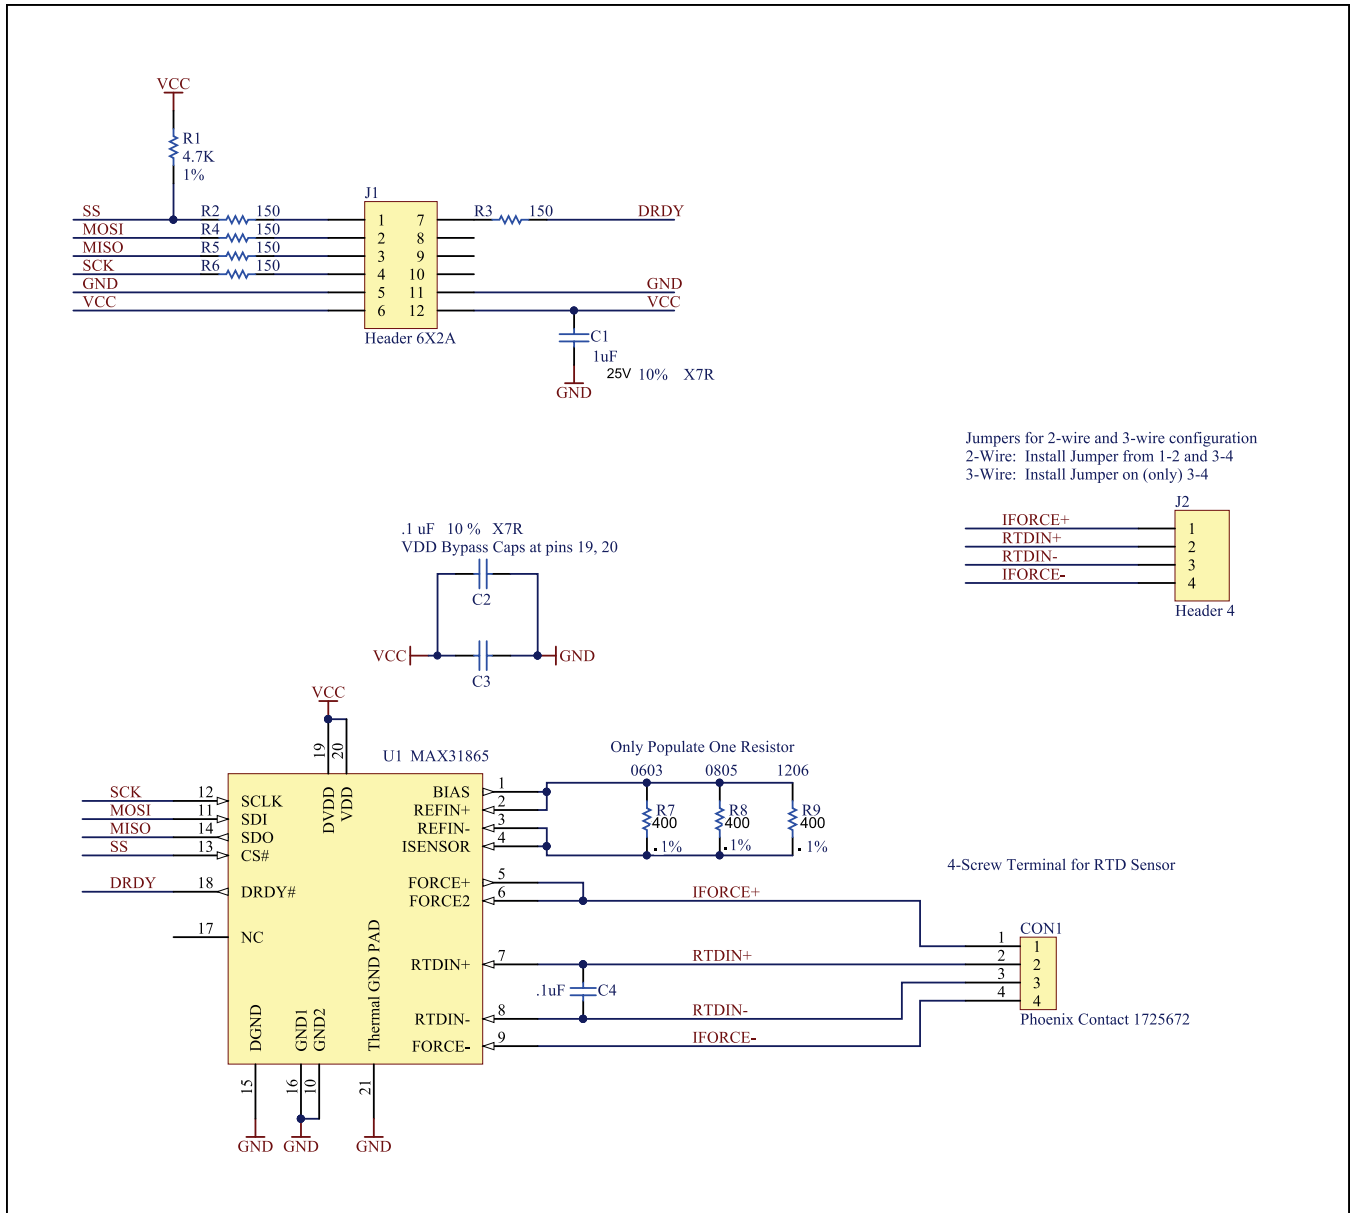 VCC
R1
4.7K
1%
J1
SS R2 150 1 7 R3 150 DRDY
MOSI R4 150 2 8
MISO R5 150 3 9
SCK R6 150 4 10
GND 5 11 GND
VCC 6 12 VCC
Header 6X2A
C1
1uF
25V 10% X7R
GND
Jumpers for 2-wire and 3-wire configuration
2-Wire: Install Jumper from 1-2 and 3-4
3-Wire: Install Jumper on (only) 3-4
J2
IFORCE+ 1
RTDIN+ 2
RTDIN- 3
IFORCE- 4
Header 4
.1 uF 10 % X7R
VDD Bypass Caps at pins 19, 20
C2
VCC GND
C3
VCC
19 20
U1 MAX31865
DVDD VDD
SCK 12 SCLK
MOSI 11 SDI
MISO 14 SDO
SS 13 CS#
DRDY 18 DRDY#
17 NC
BIAS 1
REFIN+ 2
REFIN- 3
ISENSOR 4
FORCE+ 5
FORCE2 6 IFORCE+
RTDIN+ 7 RTDIN+
RTDIN- 8 RTDIN-
FORCE- 9 IFORCE-
Only Populate One Resistor
0603 0805 1206
R7 R8 R9
400 400 400
.1% .1% .1%
.1uF C4
4-Screw Terminal for RTD Sensor
CON1
1 1
2 2
3 3
4 4
Phoenix Contact 1725672
DGND GND1 GND2 Thermal GND PAD
15 16 10 21
GND GND GND